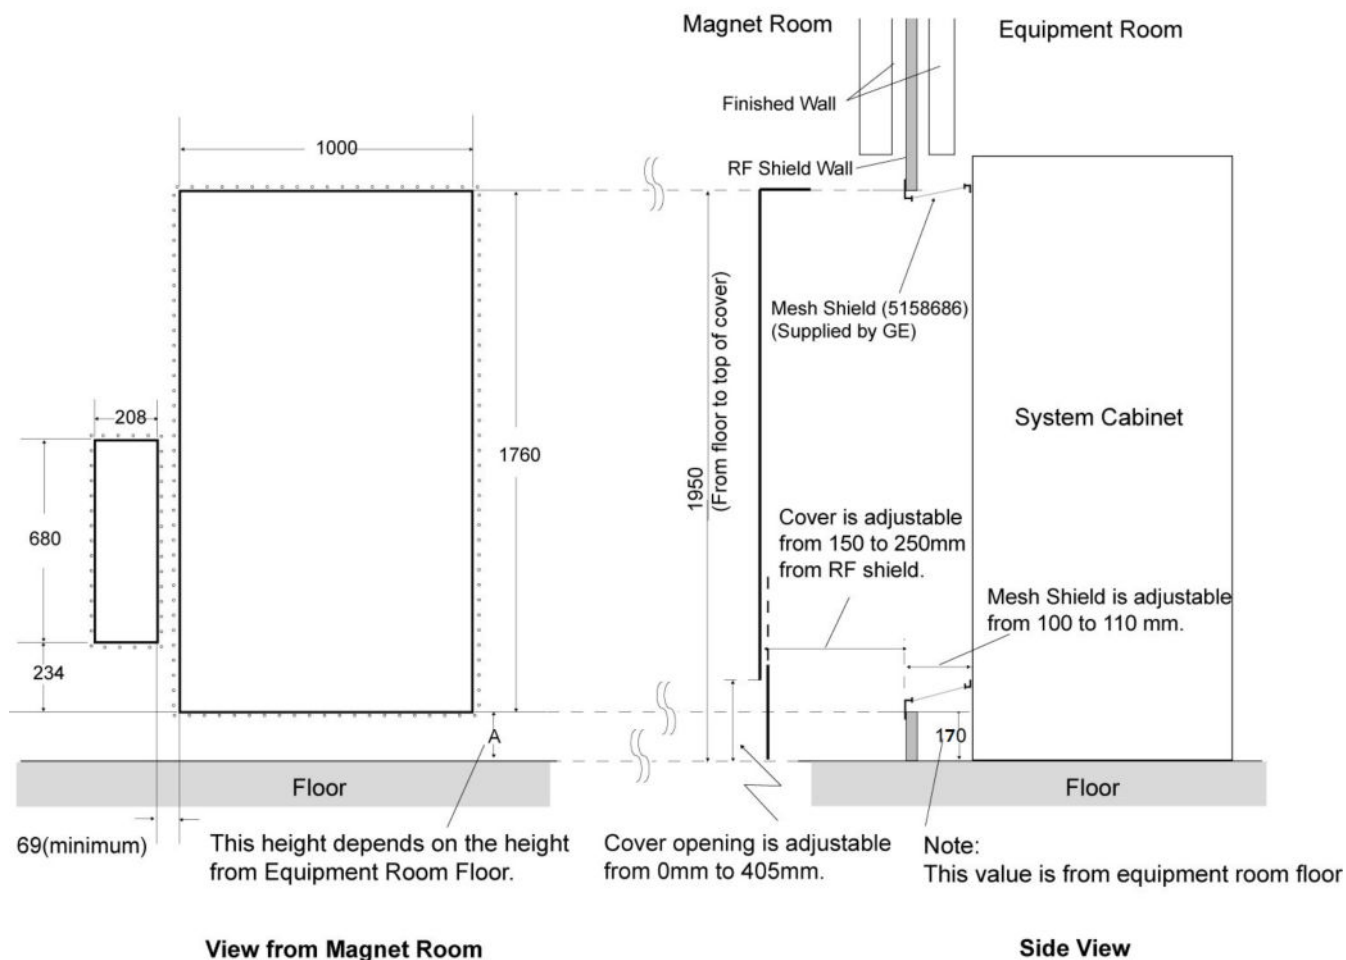 Magnet Room
Equipment Room
Finished Wall
RF Shield Wall
1000
Mesh Shield (5158686)
(Supplied by GE)
System Cabinet
208
1760
680
1950
(From floor to top of cover)
Cover is adjustable
from 150 to 250mm
from RF shield.
Mesh Shield is adjustable
from 100 to 110 mm.
234
A
170
Floor
Floor
69(minimum)
This height depends on the height
from Equipment Room Floor.
Cover opening is adjustable
from 0mm to 405mm.
Note:
This value is from equipment room floor
View from Magnet Room
Side View